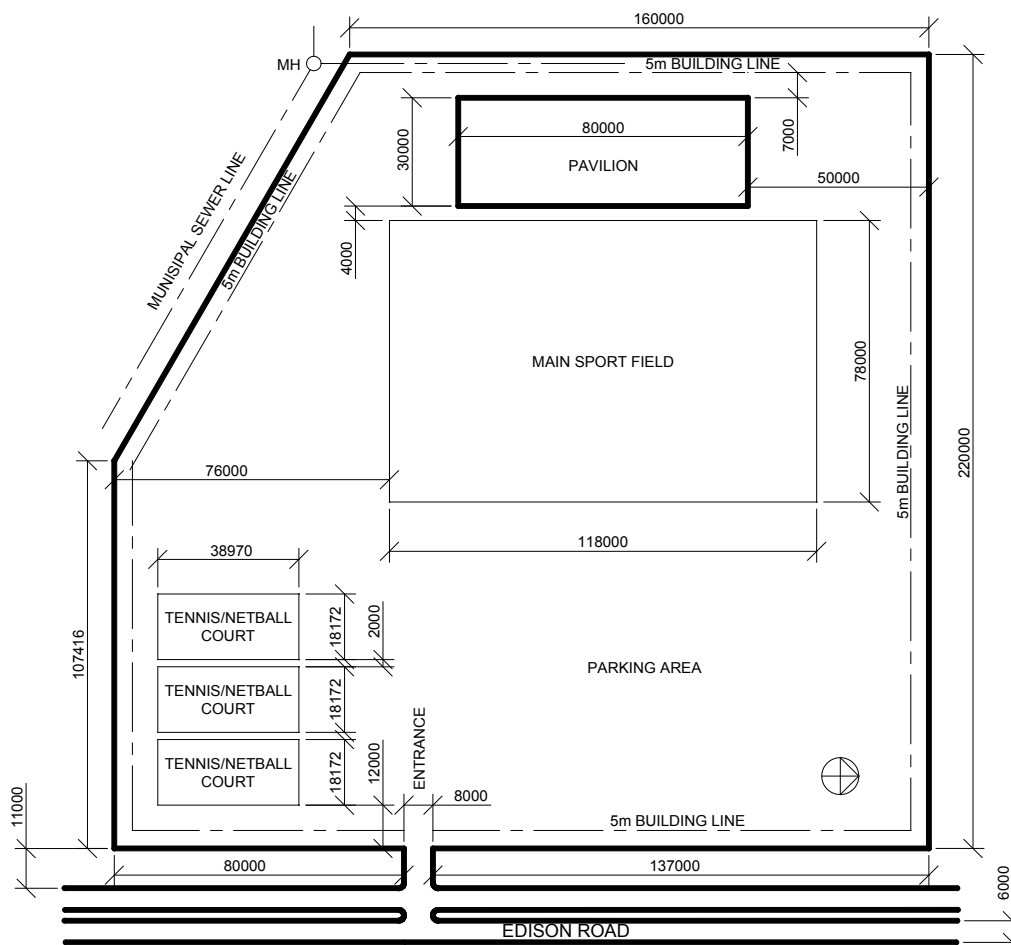 160000
MH
5m BUILDING LINE
80000
PAVILION
30000
7000
50000
4000
MUNISIPAL SEWER LINE
5m BUILDING LINE
MAIN SPORT FIELD
78000
5m BUILDING LINE
220000
76000
118000
38970
TENNIS/NETBALL
COURT
18172
2000
107416
PARKING AREA
TENNIS/NETBALL
COURT
18172
ENTRANCE
TENNIS/NETBALL
COURT
18172
12000
8000
11000
5m BUILDING LINE
80000
137000
6000
EDISON ROAD